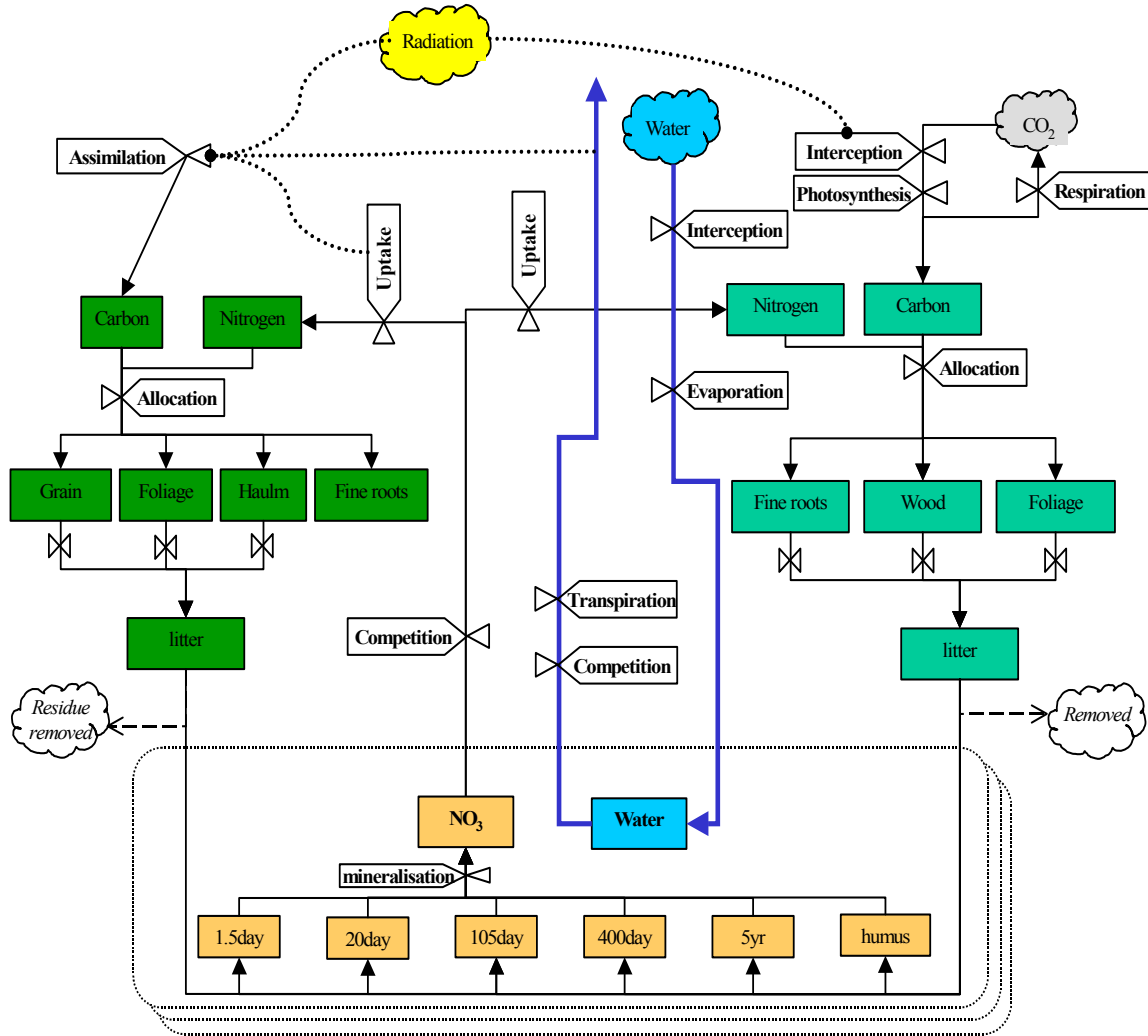 Radiation
Water
CO₂
Assimilation
Interception
Photosynthesis
Respiration
Uptake
Uptake
Interception
Carbon
Nitrogen
Nitrogen
Carbon
Allocation
Evaporation
Allocation
Grain
Foliage
Haulm
Fine roots
Fine roots
Wood
Foliage
Transpiration
Competition
Competition
litter
litter
Residue
removed
Removed
NO₃
Water
mineralisation
1.5day
20day
105day
400day
5yr
humus